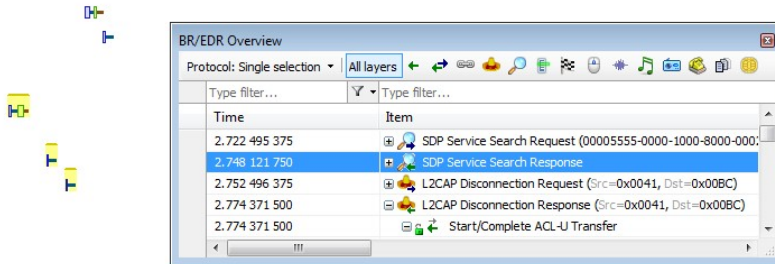 BR/EDR Overview
Protocol: Single selection All layers
Type filter... Type filter...
Time Item
2.722 495 375 SDP Service Search Request (00005555-0000-1000-8000-000
2.748 121 750 SDP Service Search Response
2.752 496 375 L2CAP Disconnection Request (Src=0x0041, Dst=0x00BC)
2.774 371 500 L2CAP Disconnection Response (Src=0x0041, Dst=0x00BC)
2.774 371 500 Start/Complete ACL-U Transfer